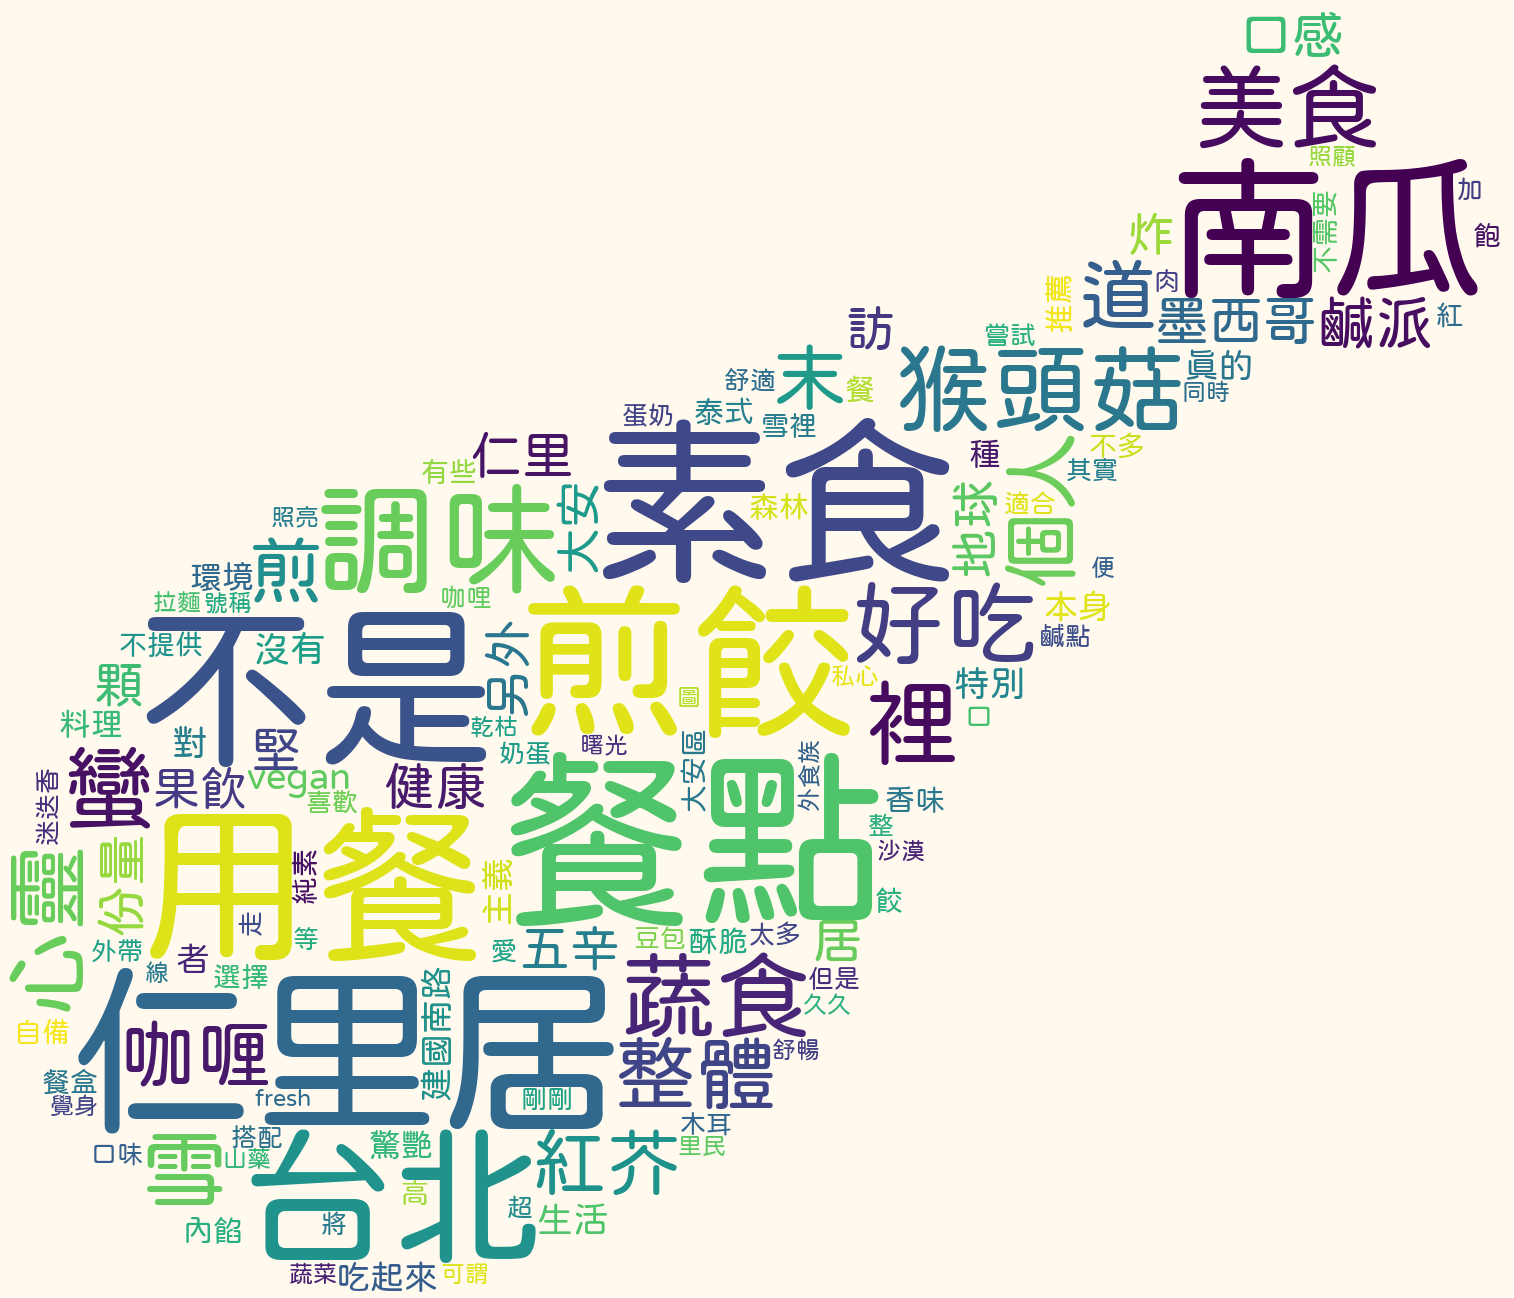 口感
美食
照顧
南瓜
加
不需要
飽
炸
道
肉
推薦
墨西哥
鹹派
紅
訪
嘗試
末
猴頭菇
真的
同時
舒適
餐
蛋奶
泰式
雪裡
素食
仁里
有些
種
個人
不多
其實
調味
大安
森林
地球
適合
照亮
煎
環境
便
拉麵
號稱
咖哩
煎餃
好吃
本身
鹹點
不是
不提供
沒有
另外
私心
顆
裡
特別
口
圖
料理
對
堅
乾枯
奶蛋
曙光
大安區
外食族
餐點
蠻
果飲
vegan
喜歡
健康
迷迭香
香味
整
沙漠
心靈
份量
用餐
純素
主義
走
等
餃
外帶
線
者
選擇
愛
五辛
豆包
酥脆
太多
居
仁里居
蔬食
但是
久久
自備
咖哩
建國南路
整體
舒暢
餐盒
覺身
fresh
剛剛
口味
搭配
木耳
里民
雪
山藥
驚艷
紅芥
台北
高
超
生活
內餡
將
蔬菜
吃起來
可謂